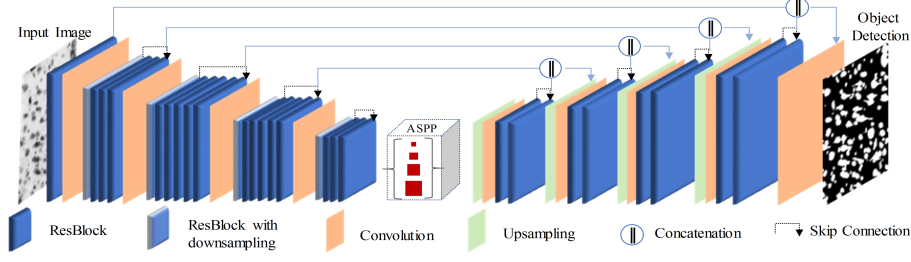 Input Image
Object
Detection
ASPP
ResBlock
ResBlock with
downsampling
Convolution
Upsampling
Concatenation
Skip Connection